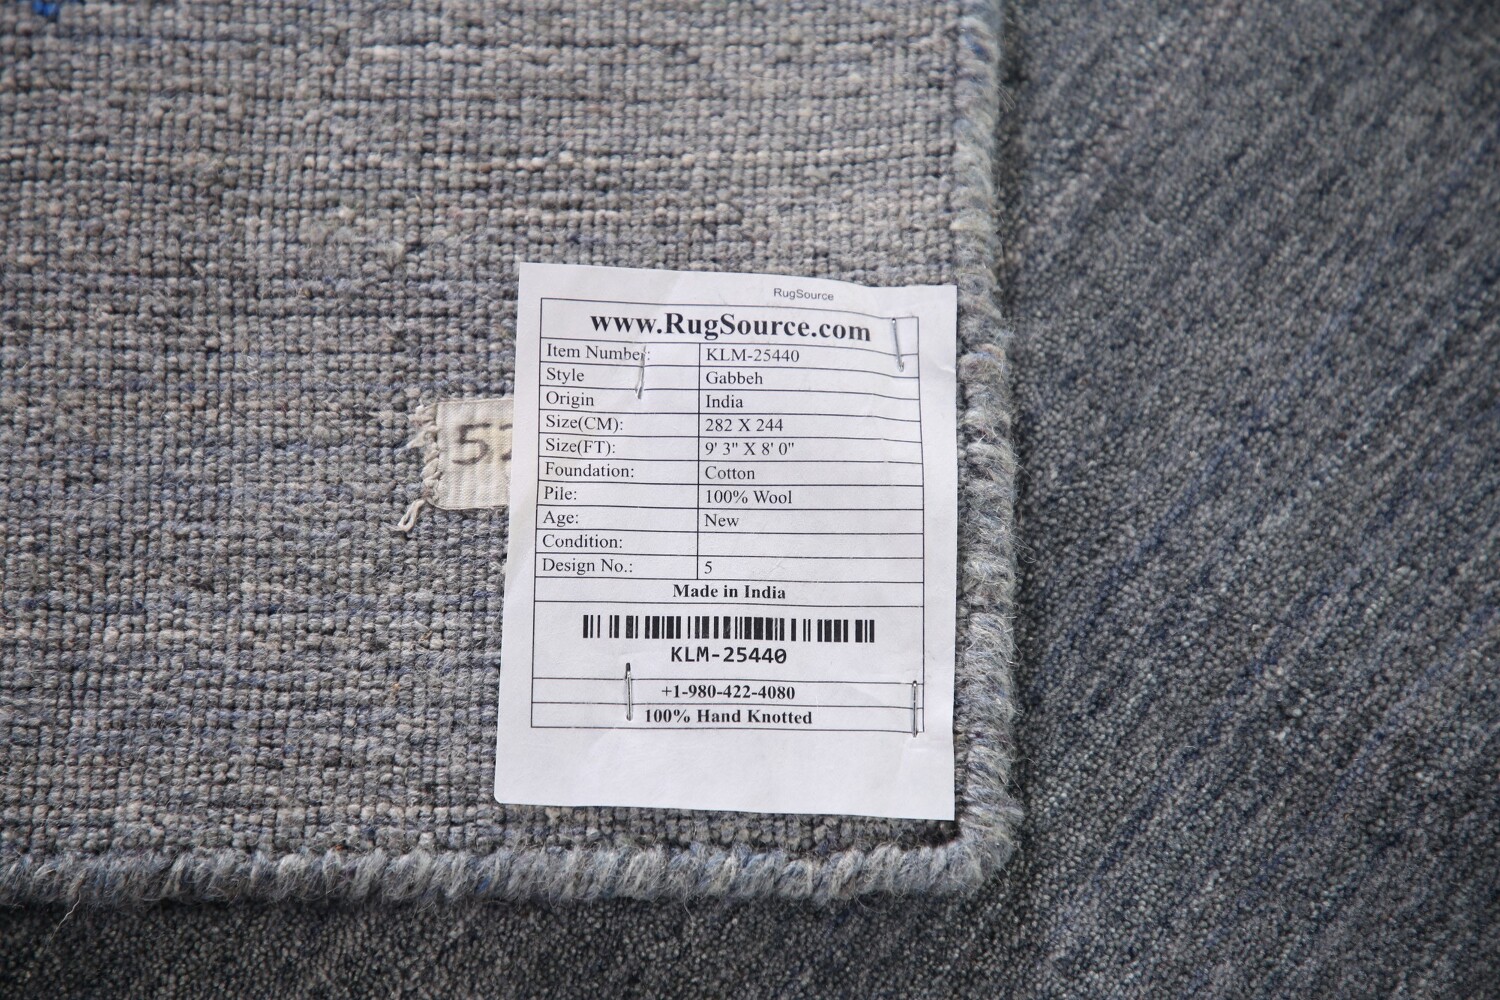 RugSource
www.RugSource.com
Item Number: KLM-25440
Style Gabbeh
Origin India
Size(CM): 282 X 244
Size(FT): 9' 3" X 8' 0"
Foundation: Cotton
Pile: 100% Wool
Age: New
Condition:
Design No.: 5
Made in India
KLM-25440
+1-980-422-4080
100% Hand Knotted